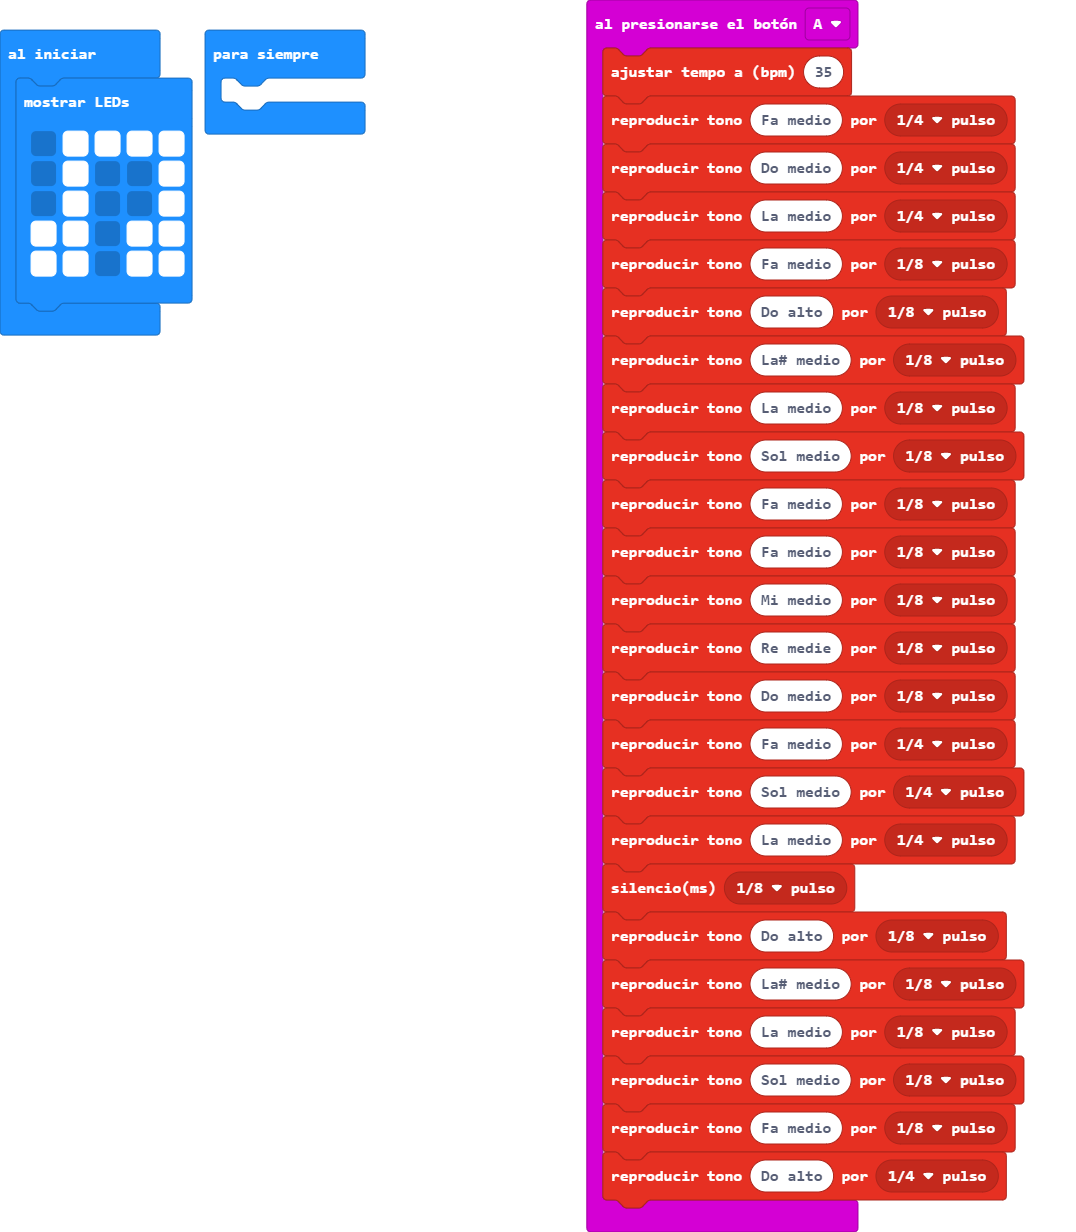 al iniciar
mostrar LEDs
para siempre
al presionarse el botón A
ajustar tempo a (bpm) 35
reproducir tono Fa medio por 1/4 pulso
reproducir tono Do medio por 1/4 pulso
reproducir tono La medio por 1/4 pulso
reproducir tono Fa medio por 1/8 pulso
reproducir tono Do alto por 1/8 pulso
reproducir tono La# medio por 1/8 pulso
reproducir tono La medio por 1/8 pulso
reproducir tono Sol medio por 1/8 pulso
reproducir tono Fa medio por 1/8 pulso
reproducir tono Fa medio por 1/8 pulso
reproducir tono Mi medio por 1/8 pulso
reproducir tono Re medie por 1/8 pulso
reproducir tono Do medio por 1/8 pulso
reproducir tono Fa medio por 1/4 pulso
reproducir tono Sol medio por 1/4 pulso
reproducir tono La medio por 1/4 pulso
silencio(ms) 1/8 pulso
reproducir tono Do alto por 1/8 pulso
reproducir tono La# medio por 1/8 pulso
reproducir tono La medio por 1/8 pulso
reproducir tono Sol medio por 1/8 pulso
reproducir tono Fa medio por 1/8 pulso
reproducir tono Do alto por 1/4 pulso